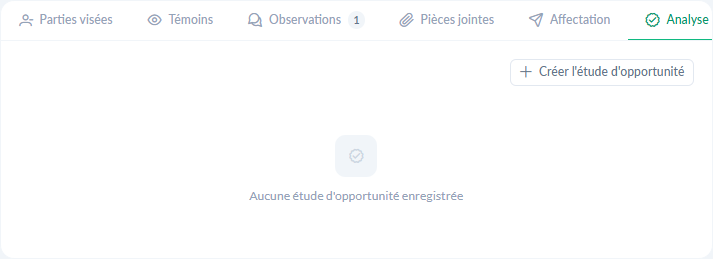 Parties visées Témoins Observations 1 Pièces jointes Affectation Analyse
Créer l'étude d'opportunité
Aucune étude d'opportunité enregistrée